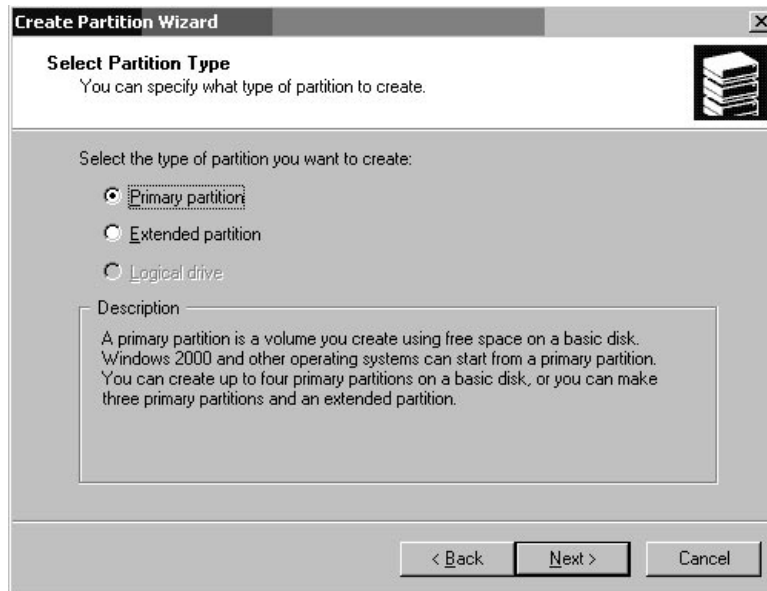 Create Partition Wizard
Select Partition Type
You can specify what type of partition to create.
Select the type of partition you want to create:
Primary partition
Extended partition
Logical drive
Description
A primary partition is a volume you create using free space on a basic disk.
Windows 2000 and other operating systems can start from a primary partition.
You can create up to four primary partitions on a basic disk, or you can make
three primary partitions and an extended partition.
< Back
Next >
Cancel